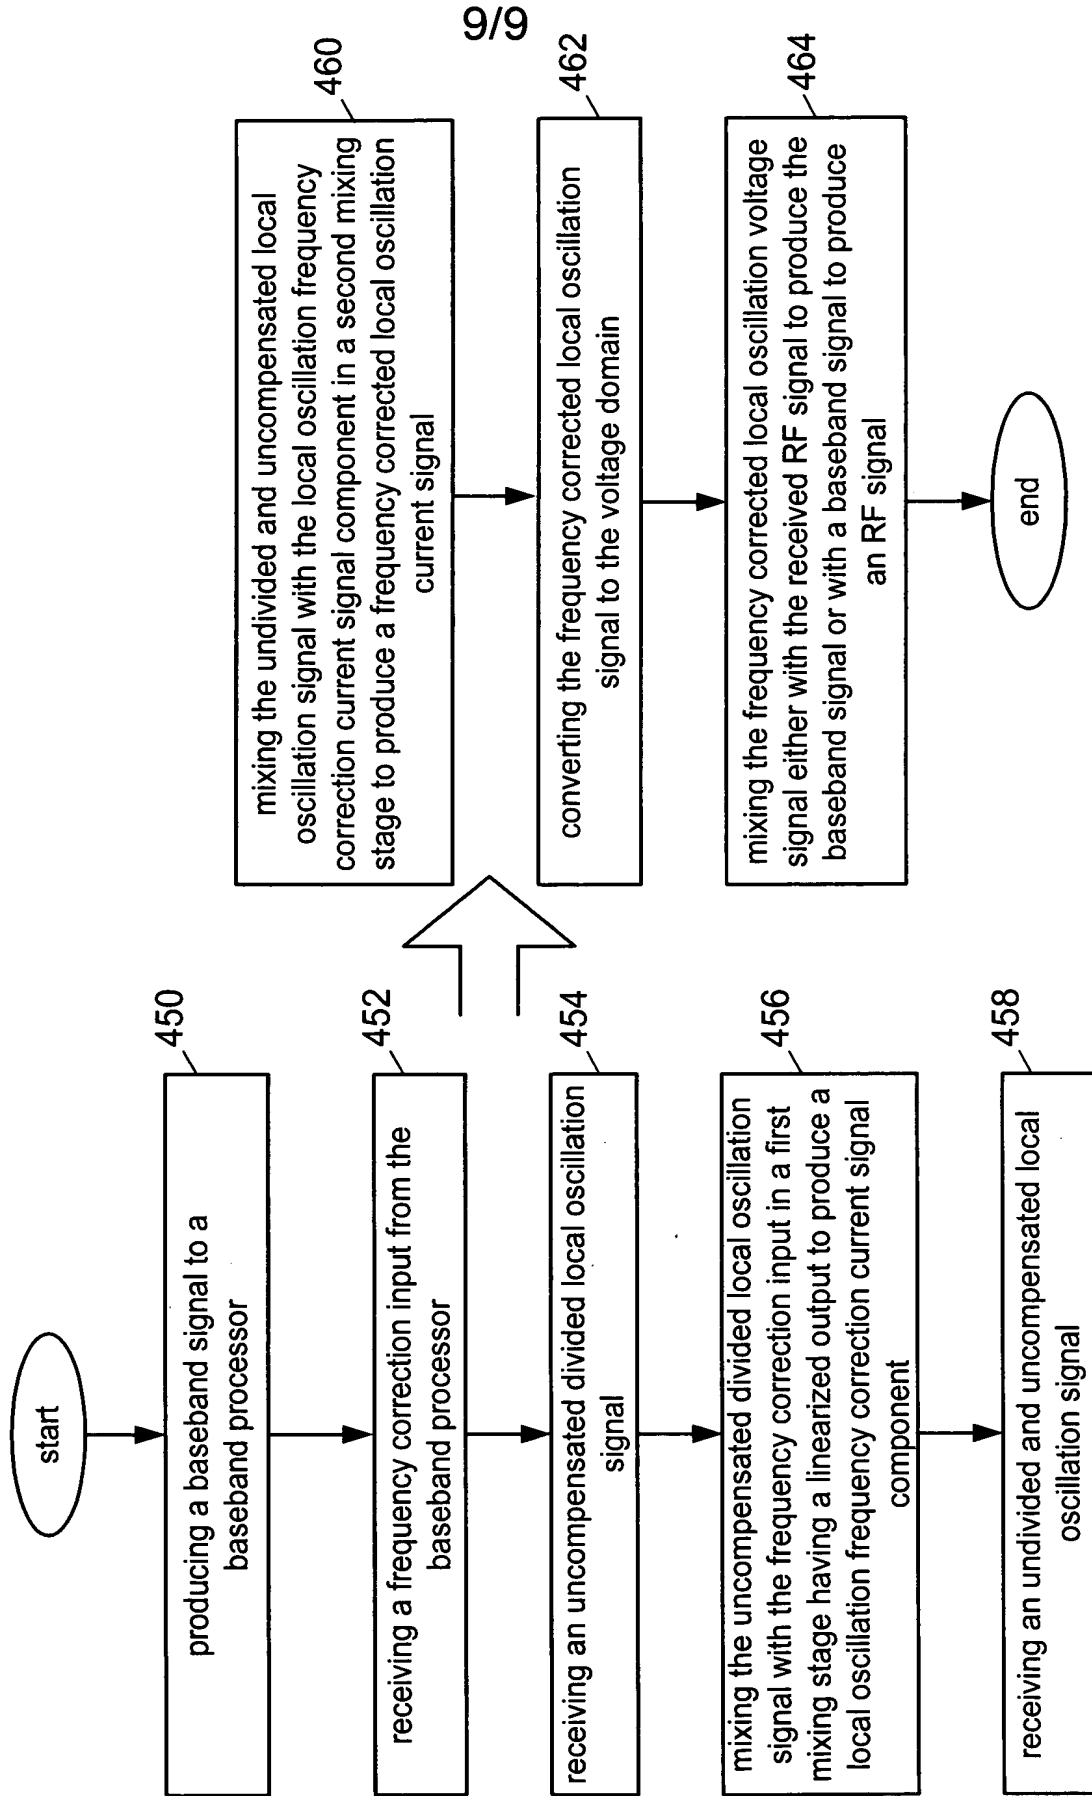 9/9
start
450
producing a baseband signal to a
baseband processor
452
receiving a frequency correction input from the
baseband processor
454
receiving an uncompensated divided local oscillation
signal
456
mixing the uncompensated divided local oscillation
signal with the frequency correction input in a first
mixing stage having a linearized output to produce a
local oscillation frequency correction current signal
component
458
receiving an undivided and uncompensated local
oscillation signal
460
mixing the undivided and uncompensated local
oscillation signal with the local oscillation frequency
correction current signal component in a second mixing
stage to produce a frequency corrected local oscillation
current signal
462
converting the frequency corrected local oscillation
signal to the voltage domain
464
mixing the frequency corrected local oscillation voltage
signal either with the received RF signal to produce the
baseband signal or with a baseband signal to produce
an RF signal
end